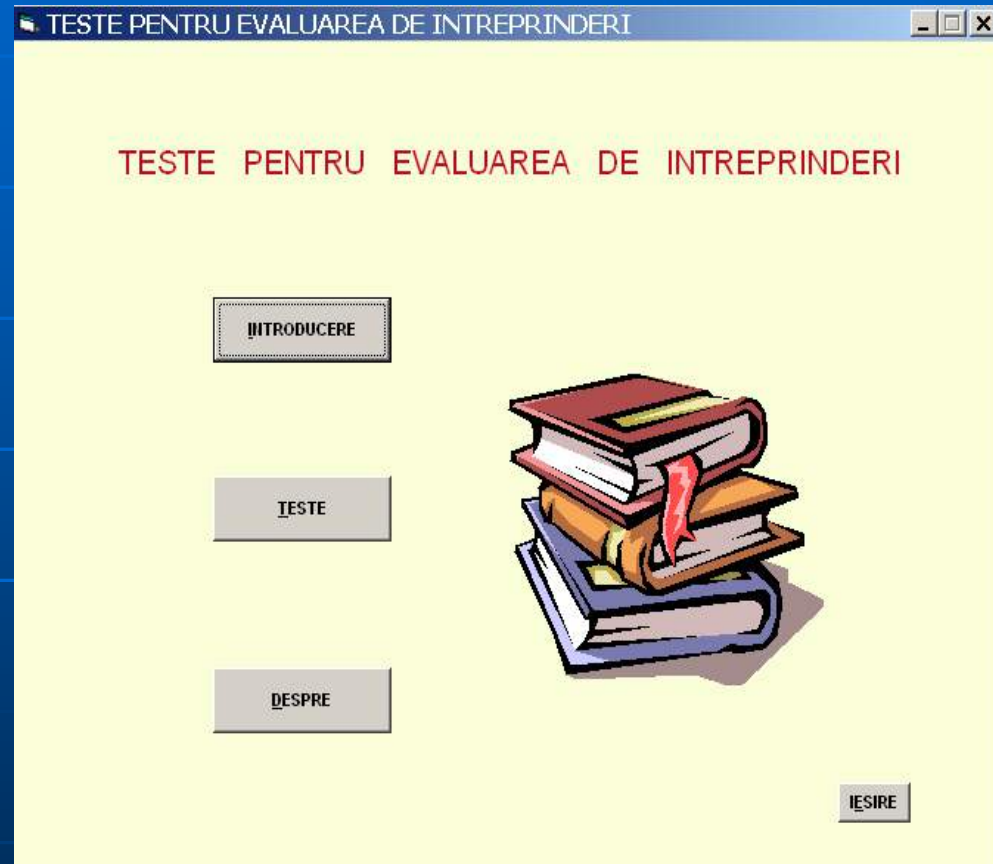 TESTE PENTRU EVALUAREA DE INTREPRINDERI
TESTE PENTRU EVALUAREA DE INTREPRINDERI
INTRODUCERE
TESTE
DESPRE
IESIRE